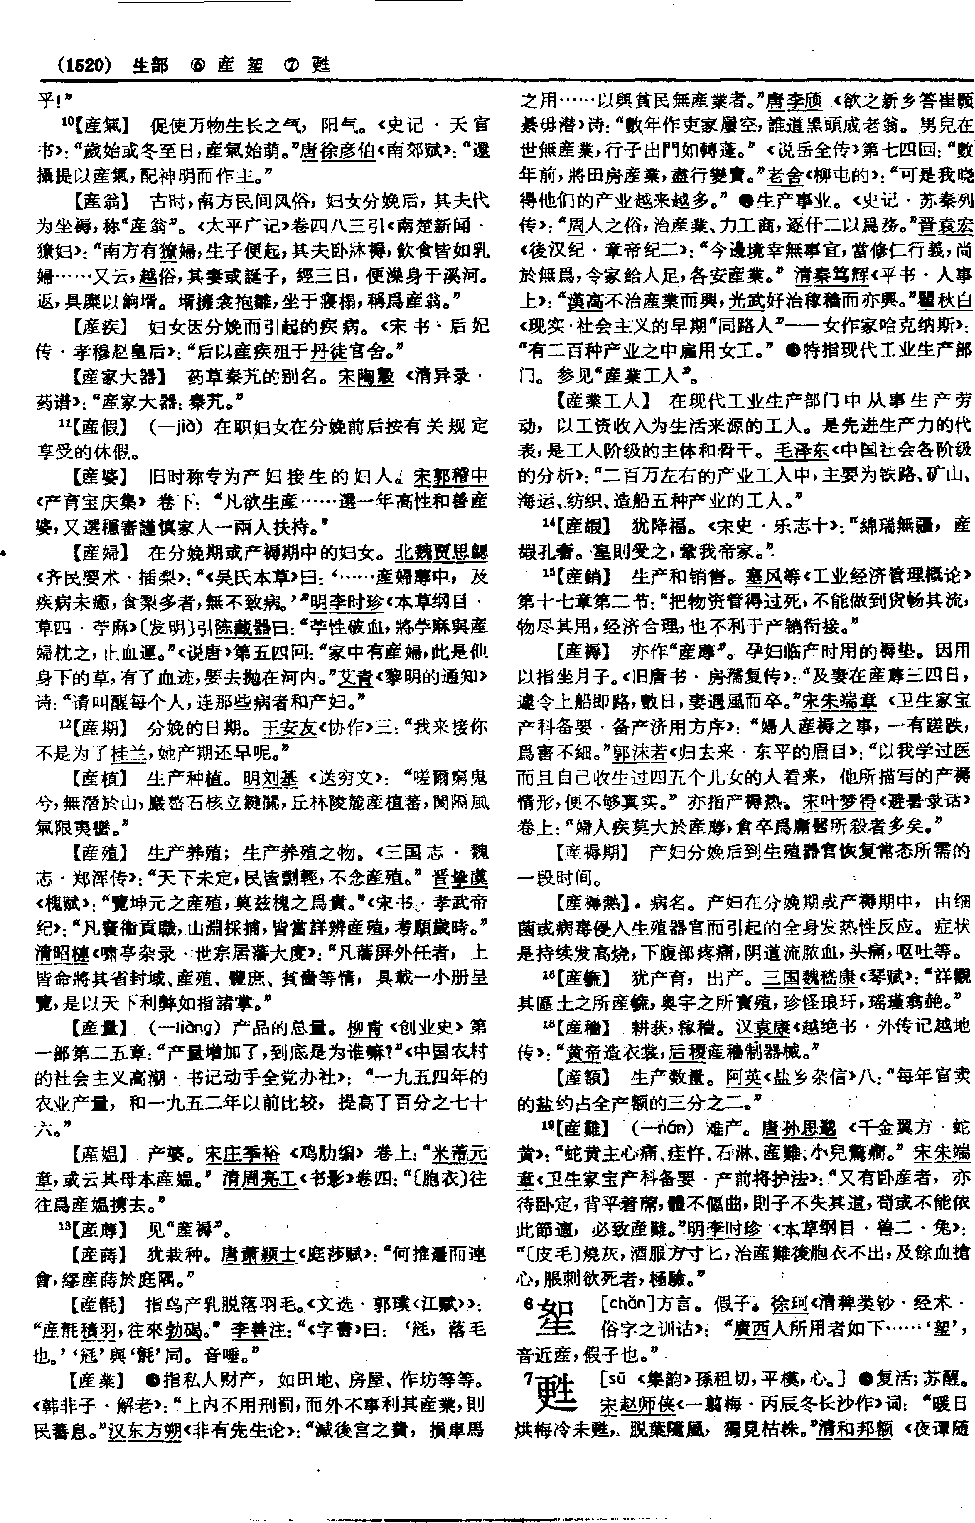 (1520) 生部 ⑥ 産 㽒 ⑦ 甦
乎!”
¹⁰【産氣】 促使万物生长之气，阳气。《史记·天官
书》：“歲始或冬至日，産氣始萌。”唐徐彦伯《南郊赋》：“還
攝提以産氣，配神明而作主。”
【産翁】 古时，南方民间风俗，妇女分娩后，其夫代
为坐褥，称“産翁”。《太平广记》卷四八三引《南楚新闻·
獠妇》：“南方有獠婦，生子便起，其夫卧沐褥，飲食皆如乳
婦……又云，越俗，其妻或誕子，經三日，便澡身于溪河。
返，具糜以餉壻。壻擁衾抱雛，坐于寢榻，稱爲産翁。”
【産疾】 妇女因分娩而引起的疾病。《宋书·后妃
传·孝穆赵皇后》：“后以産疾殂于丹徒官舍。”
【産家大器】 药草秦艽的别名。宋陶穀《清异录·
药谱》：“産家大器：秦艽。”
¹¹【産假】 （—jià）在职妇女在分娩前后按有关规定
享受的休假。
【産婆】 旧时称专为产妇接生的妇人。宋郭稽中
《产育宝庆集》卷下：“凡欲生産……選一年高性和善産
婆，又選穩審謹慎家人一兩人扶持。”
【産婦】 在分娩期或产褥期中的妇女。北魏贾思勰
《齐民要术·插梨》：“《吴氏本草》曰：‘……産婦蓐中，及
疾病未癒，食梨多者，無不致病。’”明李时珍《本草纲目·
草四·苧麻》〔发明〕引陈藏器曰：“苧性破血，將苧麻與産
婦枕之，止血運。”《说唐》第五四回：“家中有産婦，此是他
身下的草，有了血迹，要去抛在河内。”艾青《黎明的通知》
诗：“请叫醒每个人，连那些病者和产妇。”
¹²【産期】 分娩的日期。王安友《协作》三：“我来接你
不是为了桂兰，她产期还早呢。”
【産植】 生产种植。明刘基《送穷文》：“嗟爾窮鬼
兮，無潛於山，巖嶅石核立鏈𨷖，丘林陵麓産植蕃，閔隔風
氣限夷蠻。”
【産殖】 生产养殖；生产养殖之物。《三国志·魏
志·郑浑传》：“天下未定，民皆剽輕，不念産殖。”晋挚虞
《槐赋》：“覽坤元之産殖，莫兹槐之爲貴。”《宋书·孝武帝
纪》：“凡寰衛貢職，山淵採捕，皆當詳辨産殖，考順歲時。”
清昭槤《啸亭杂录·世宗居藩大度》：“凡藩屏外任者，上
皆命將其省封域、産殖、黎庶、貧嗇等情，具載一小册呈
覽，是以天下利弊如指諸掌。”
【産量】 （—liàng）产品的总量。柳青《创业史》第
一部第二五章：“产量增加了，到底是为谁嘛？”《中国农村
的社会主义高潮·书记动手全党办社》：“一九五四年的
农业产量，和一九五二年以前比较，提高了百分之七十
六。”
【産媪】 产婆。宋庄季裕《鸡肋编》卷上：“米芾元
章，或云其母本産媪。”清周亮工《书影》卷四：“〔胞衣〕往
往爲産媪携去。”
¹³【産蓐】 见“産褥”。
【産蒔】 犹栽种。唐萧颖士《庭莎赋》：“何推遷而連
會，繆産蒔於庭隅。”
【産毻】 指鸟产乳脱落羽毛。《文选·郭璞〈江赋〉》：
“産毻積羽，往來勃碣。”李善注：“《字書》曰：‘毤，落毛
也。’‘毤’與‘毻’同。音唾。”
【産業】 ❶指私人财产，如田地、房屋、作坊等等。
《韩非子·解老》：“上内不用刑罰，而外不事利其産業，則
民蕃息。”汉东方朔《非有先生论》：“減後宫之費，損車馬
之用……以與貧民無産業者。”唐李颀《欲之新乡答崔颢
綦毋潜》诗：“數年作吏家屢空，誰道黑頭成老翁。男兒在
世無産業，行子出門如轉蓬。”《说岳全传》第七四回：“數
年前，將田房産業，盡行變賣。”老舍《柳屯的》：“可是我晓
得他们的产业越来越多。”❷生产事业。《史记·苏秦列
传》：“周人之俗，治産業、力工商，逐什二以爲務。”晋袁宏
《後汉纪·章帝纪二》：“今邊境幸無事宜，當修仁行義，尚
於無爲，令家給人足，各安産業。”清秦笃辉《平书·人事
上》：“漢高不治産業而興，光武好治稼穡而亦興。”瞿秋白
《现实·社会主义的早期“同路人”——女作家哈克纳斯》：
“有二百种产业之中雇用女工。”❸特指现代工业生产部
门。参见“産業工人”。
【産業工人】 在现代工业生产部门中从事生产劳
动，以工资收入为生活来源的工人。是先进生产力的代
表，是工人阶级的主体和骨干。毛泽东《中国社会各阶级
的分析》：“二百万左右的产业工人中，主要为铁路、矿山、
海运、纺织、造船五种产业的工人。”
¹⁴【産嘏】 犹降福。《宋史·乐志十》：“綿瑞無疆，産
嘏孔奢。塞則受之，章我帝家。”
¹⁵【産銷】 生产和销售。塞风等《工业经济管理概论》
第十七章第二节：“把物资管得过死，不能做到货畅其流，
物尽其用，经济合理，也不利于产销衔接。”
【産褥】 亦作“産蓐”。孕妇临产时用的褥垫。因用
以指坐月子。《旧唐书·房孺复传》：“及妻在産蓐三四日，
遽令上船即路，數日，妻遇風而卒。”宋朱端章《卫生家宝
产科备要·备产济用方序》：“婦人産褥之事，一有蹉跌，
爲害不細。”郭沫若《归去来·东平的眉目》：“以我学过医
而且自己收生过四五个儿女的人看来，他所描写的产褥
情形，便不够真实。”亦指产褥热。宋叶梦得《避暑录话》
卷上：“婦人疾莫大於産蓐，倉卒爲庸醫所殺者多矣。”
【産褥期】 产妇分娩后到生殖器官恢复常态所需的
一段时间。
【産褥熱】 病名。产妇在分娩期或产褥期中，由细
菌或病毒侵入生殖器官而引起的全身发热性反应。症状
是持续发高烧，下腹部疼痛，阴道流脓血，头痛，呕吐等。
¹⁶【産毓】 犹产育，出产。三国魏嵇康《琴赋》：“詳觀
其區土之所産毓，奥宇之所寶殖，珍怪琅玕，瑶瑾翕赩。”
¹⁸【産穡】 耕获，稼穑。汉袁康《越绝书·外传记越地
传》：“黄帝造衣裳，后稷産穡制器械。”
【産額】 生产数量。阿英《盐乡杂信》八：“每年官卖
的盐约占全产额的三分之二。”
¹⁹【産難】 （—nán）难产。唐孙思邈《千金翼方·蛇
黄》：“蛇黄主心痛、疰忤、石淋、産難、小兒驚癇。”宋朱端
章《卫生家宝产科备要·产前将护法》：“又有卧産者，亦
待卧定，背平著席，體不傴曲，則子不失其道，苟或不能依
此節適，必致産難。”明李时珍《本草纲目·兽二·兔》：
“〔皮毛〕燒灰，酒服方寸匕，治産難後胞衣不出，及餘血搶
心，脹刺欲死者，極驗。”
⁶㽒 ［chǎn］方言。假子。徐珂《清稗类钞·经术·
俗字之训诂》：“廣西人所用者如下……‘㽒’，
音近産，假子也。”
⁷甦 ［sū 《集韵》孫租切，平模，心。］❶复活；苏醒。
宋赵师侠《一翦梅·丙辰冬长沙作》词：“暖日
烘梅冷未甦，脱葉隨風，獨見枯株。”清和邦额《夜谭随